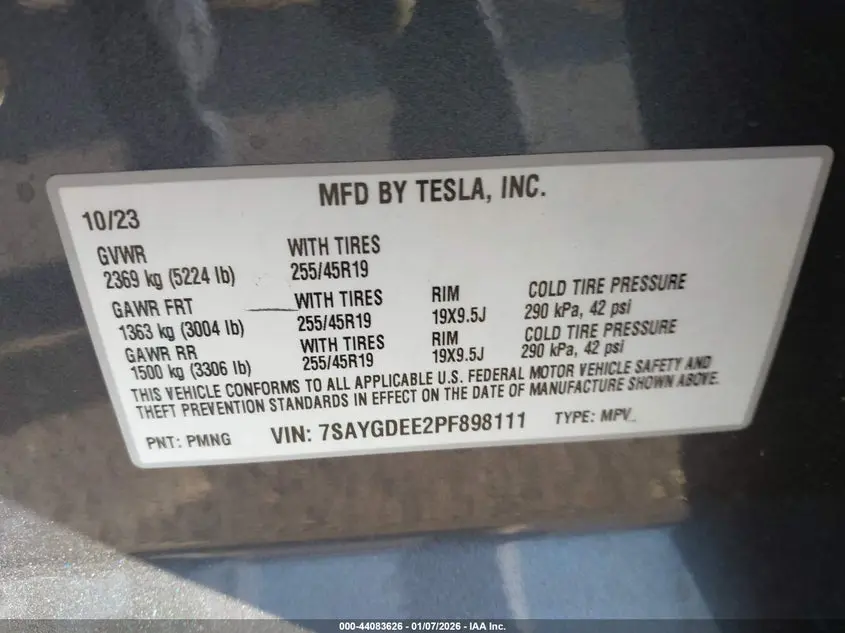 MFD BY TESLA, INC.
10/23
GVWR WITH TIRES
2369 kg (5224 lb) 255/45R19
GAWR FRT WITH TIRES RIM COLD TIRE PRESSURE
1363 kg (3004 lb) 255/45R19 19X9.5J 290 kPa, 42 psi
GAWR RR WITH TIRES RIM COLD TIRE PRESSURE
1500 kg (3306 lb) 255/45R19 19X9.5J 290 kPa, 42 psi
THIS VEHICLE CONFORMS TO ALL APPLICABLE U.S. FEDERAL MOTOR VEHICLE SAFETY AND
THEFT PREVENTION STANDARDS IN EFFECT ON THE DATE OF MANUFACTURE SHOWN ABOVE.
PNT: PMNG VIN: 7SAYGDEE2PF898111 TYPE: MPV
000-44083626 - 01/07/2026 - IAA Inc.